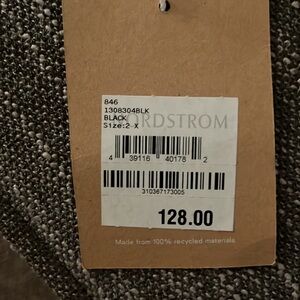 846
1308304BLK
BLACK
Size:2-X
NORDSTROM
4 39116 40178 2
310367173005
128.00
Made from 100% recycled materials